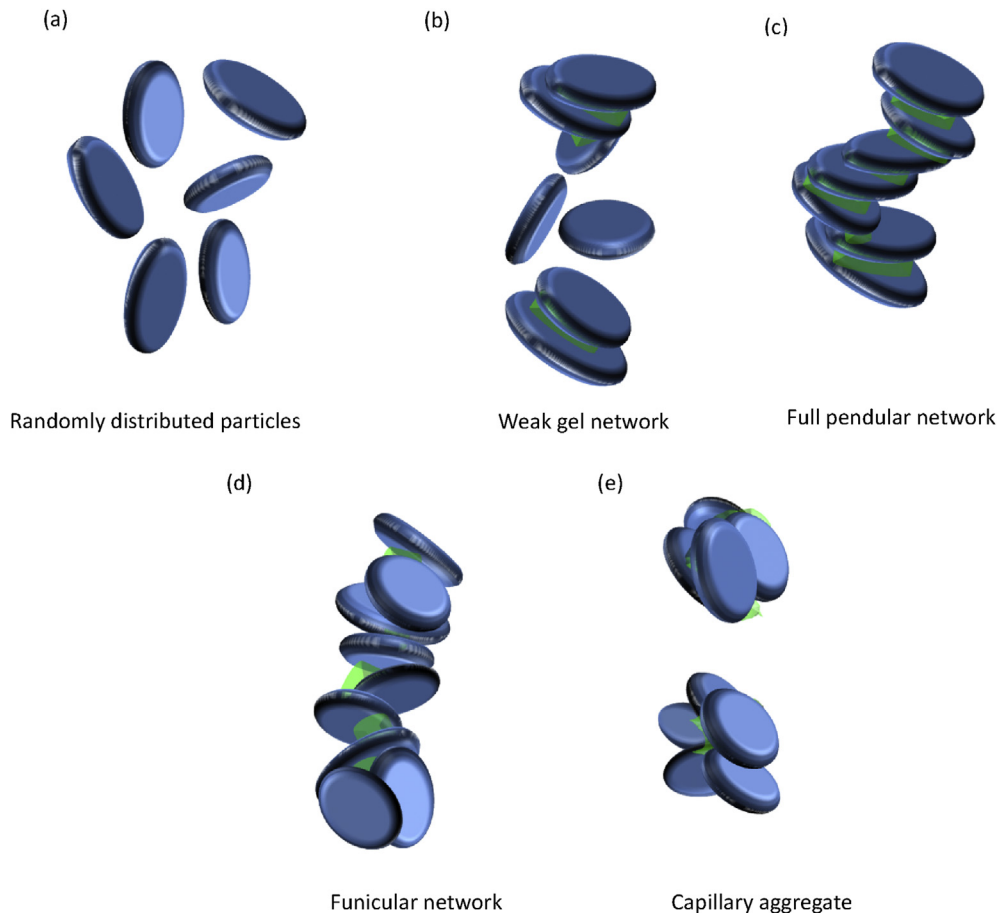 (a)
(b)
(c)
Randomly distributed particles
Weak gel network
Full pendular network
(d)
(e)
Funicular network
Capillary aggregate